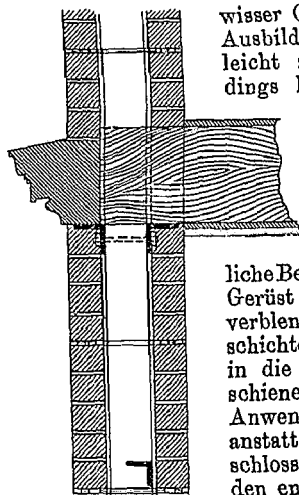 wisser
Ausbild
leicht s
dings
liche Be
Gerüst
verblen
schichte
in die
schiene
Anwen
anstatt
schloss
den en